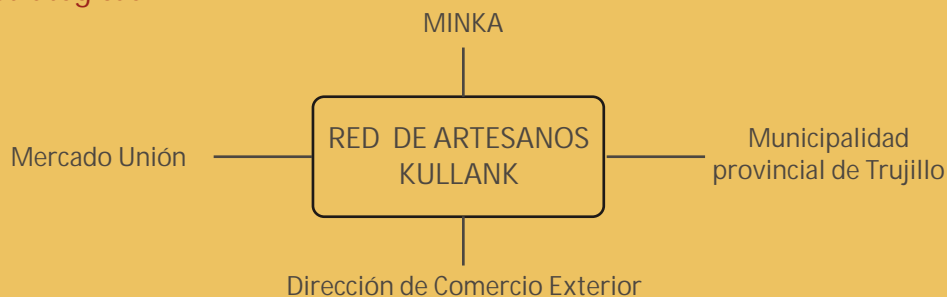 MINKA
RED DE ARTESANOS
KULLANK
Mercado Unión
Municipalidad
provincial de Trujillo
Dirección de Comercio Exterior